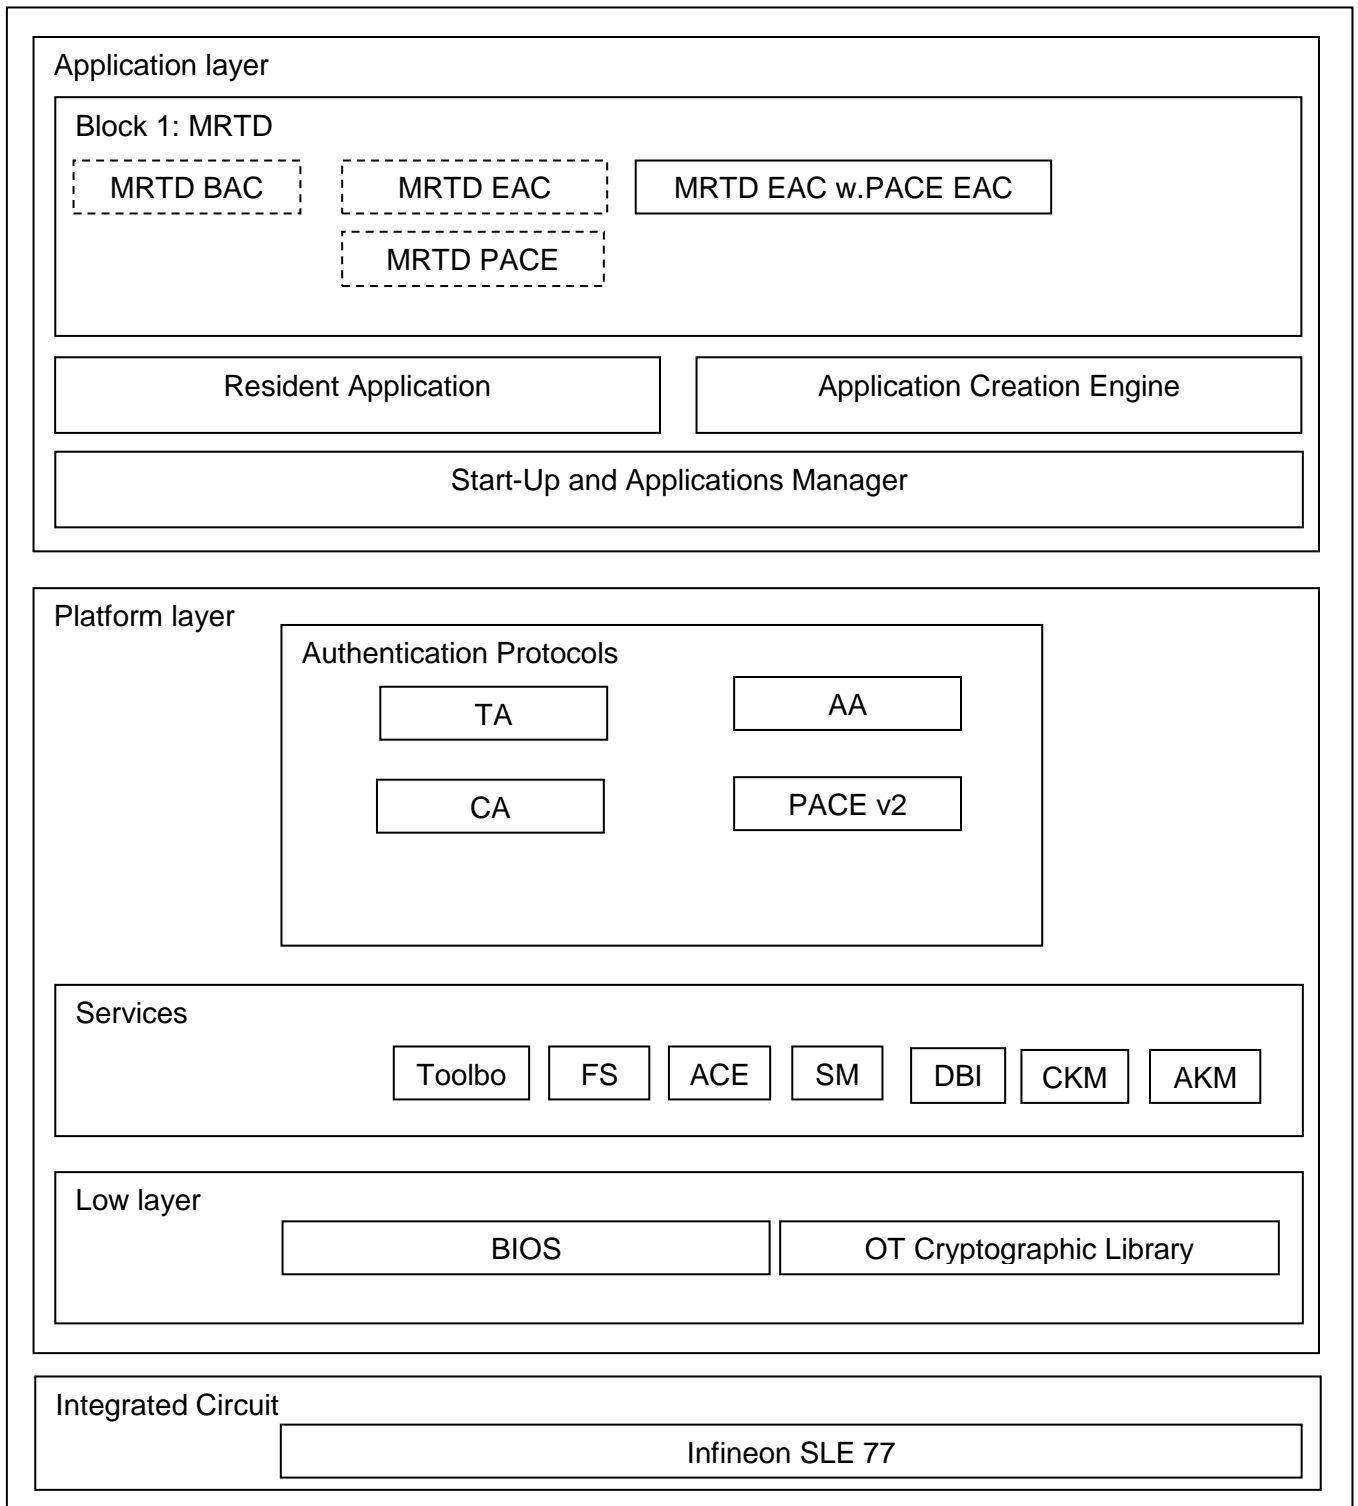 Application layer
Block 1: MRTD
MRTD BAC
MRTD EAC
MRTD EAC w.PACE EAC
MRTD PACE
Resident Application
Application Creation Engine
Start-Up and Applications Manager
Platform layer
Authentication Protocols
TA
AA
CA
PACE v2
Services
Toolbo
FS
ACE
SM
DBI
CKM
AKM
Low layer
BIOS
OT Cryptographic Library
Integrated Circuit
Infineon SLE 77